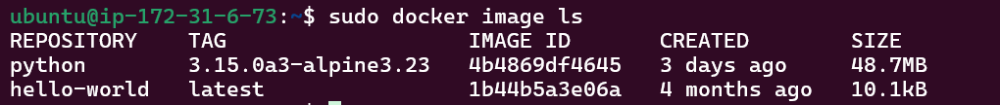 ubuntu@ip-172-31-6-73:~$ sudo docker image ls
REPOSITORY    TAG                    IMAGE ID       CREATED        SIZE
python        3.15.0a3-alpine3.23    4b4869df4645   3 days ago     48.7MB
hello-world   latest                 1b44b5a3e06a   4 months ago   10.1kB